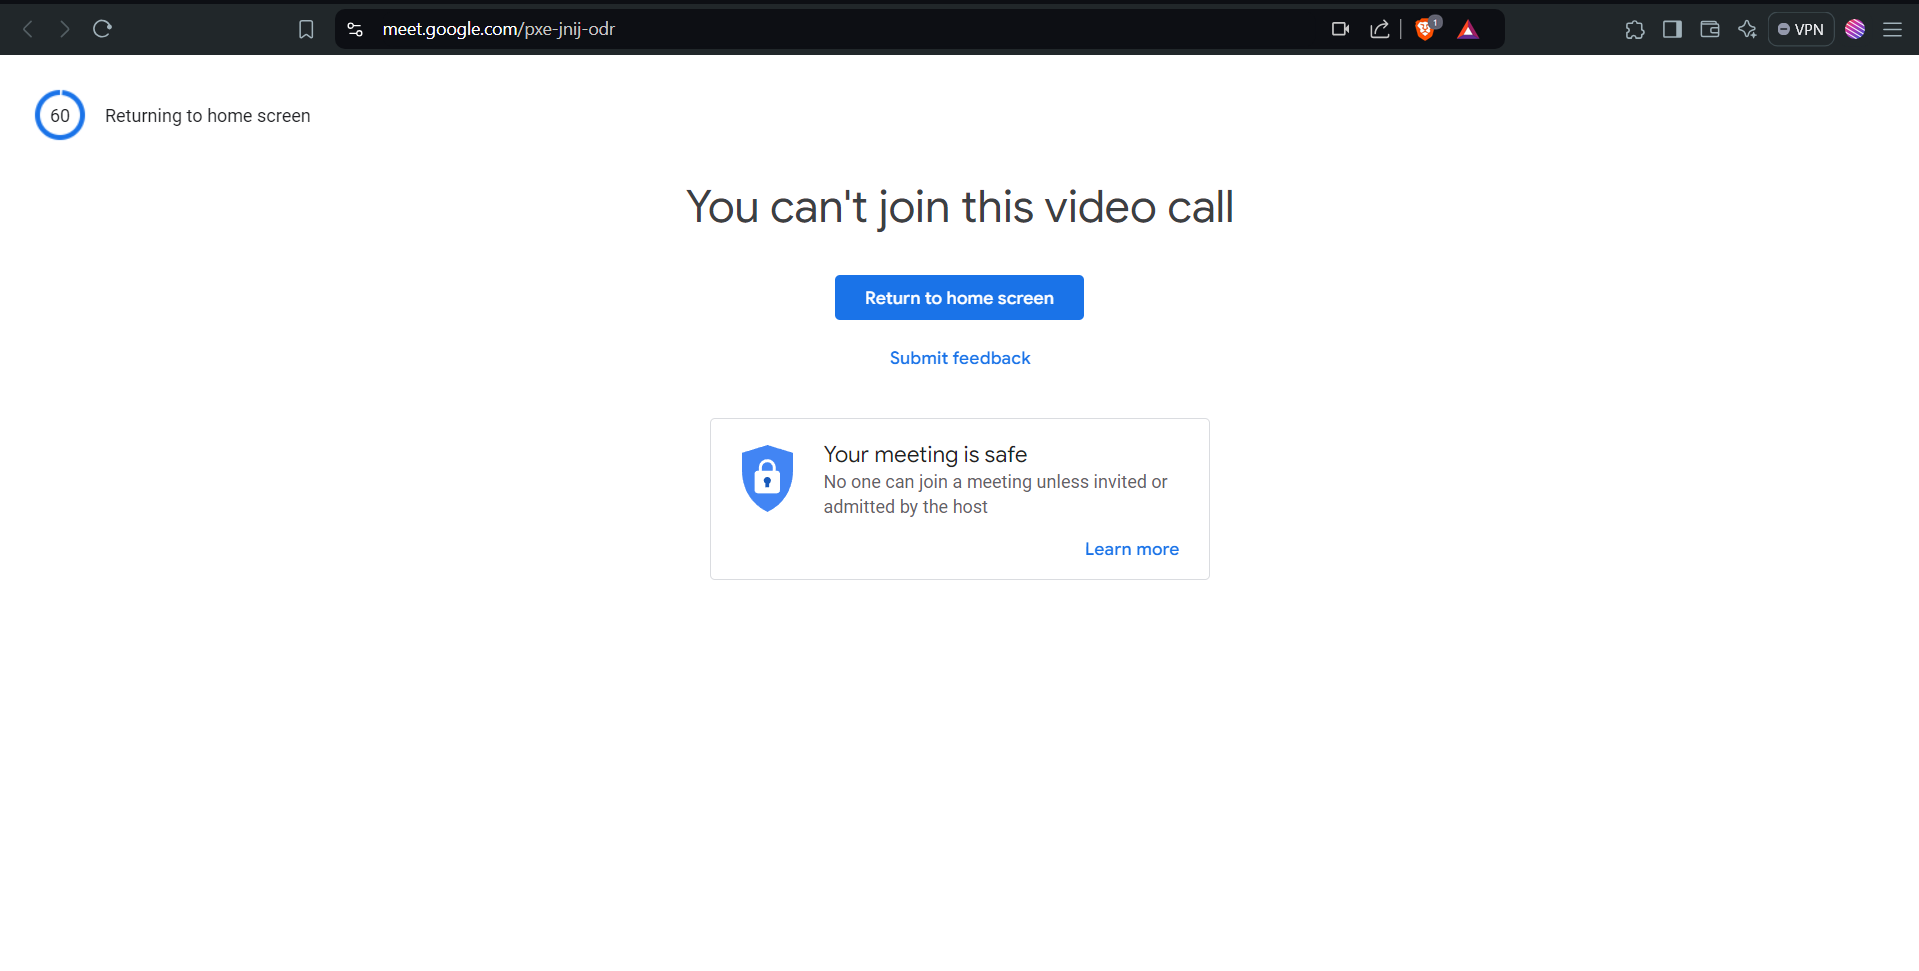 meet.google.com/pxe-jnij-odr
1
VPN
60
Returning to home screen
You can't join this video call
Return to home screen
Submit feedback
Your meeting is safe
No one can join a meeting unless invited or
admitted by the host
Learn more